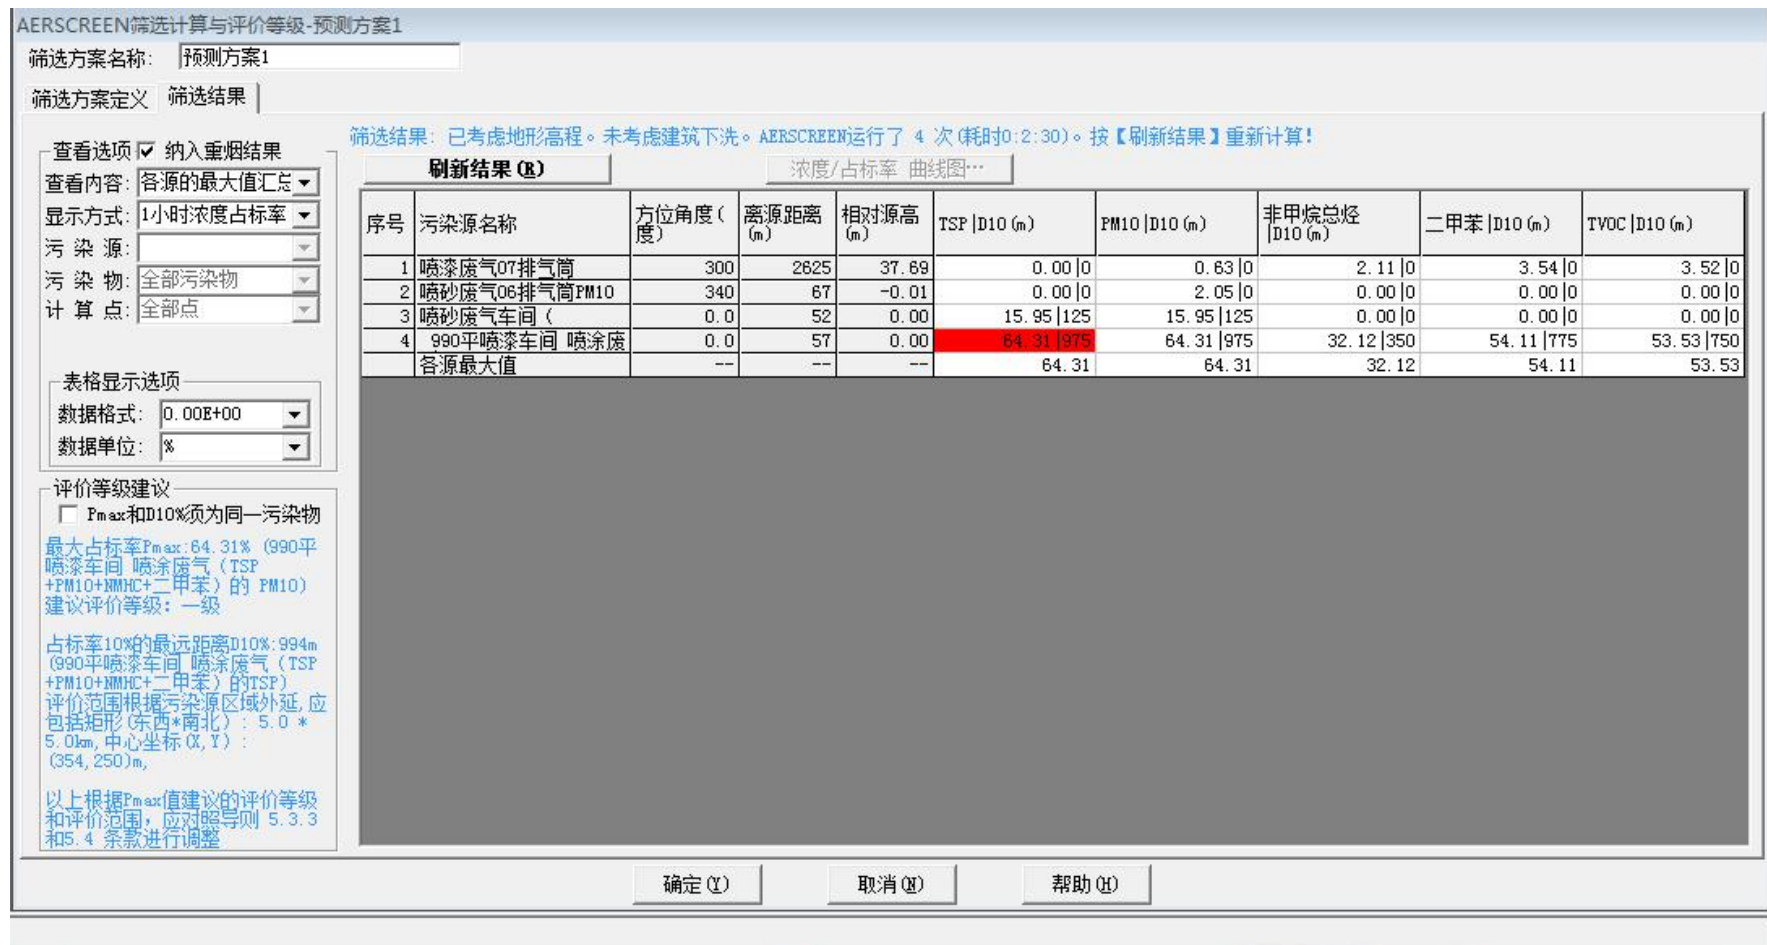 AERSCREEN筛选计算与评价等级-预测方案1
筛选方案名称: 预测方案1
筛选方案定义 筛选结果
查看选项 纳入重烟结果
查看内容: 各源的最大值汇总
显示方式: 1小时浓度占标率
污 染 源:
污 染 物: 全部污染物
计 算 点: 全部点
表格显示选项
数据格式: 0.00E+00
数据单位: %
评价等级建议
Pmax和D10%须为同一污染物
最大占标率Pmax:64.31% (990平
喷漆车间 喷涂废气（TSP
+PM10+NMHC+二甲苯）的 PM10)
建议评价等级: 一级
占标率10%的最远距离D10%:994m
(990平喷漆车间 喷涂废气（TSP
+PM10+NMHC+二甲苯）的TSP)
评价范围根据污染源区域外延,应
包括矩形(东西*南北): 5.0 *
5.0km,中心坐标(X,Y):
(354,250)m,
以上根据Pmax值建议的评价等级
和评价范围，应对照导则 5.3.3
和5.4 条款进行调整
筛选结果: 已考虑地形高程。未考虑建筑下洗。AERSCREEN运行了 4 次(耗时0:2:30)。按【刷新结果】重新计算!
刷新结果(R) 浓度/占标率 曲线图…
序号 污染源名称 方位角度(度) 离源距离(m) 相对源高(m) TSP|D10(m) PM10|D10(m) 非甲烷总烃|D10(m) 二甲苯|D10(m) TVOC|D10(m)
1 喷漆废气07排气筒 300 2625 37.69 0.00|0 0.63|0 2.11|0 3.54|0 3.52|0
2 喷砂废气06排气筒PM10 340 67 -0.01 0.00|0 2.05|0 0.00|0 0.00|0 0.00|0
3 喷砂废气车间（ 0.0 52 0.00 15.95|125 15.95|125 0.00|0 0.00|0 0.00|0
4 990平喷漆车间 喷涂废 0.0 57 0.00 64.31|975 64.31|975 32.12|350 54.11|775 53.53|750
各源最大值 -- -- -- 64.31 64.31 32.12 54.11 53.53
确定(Y) 取消(N) 帮助(H)